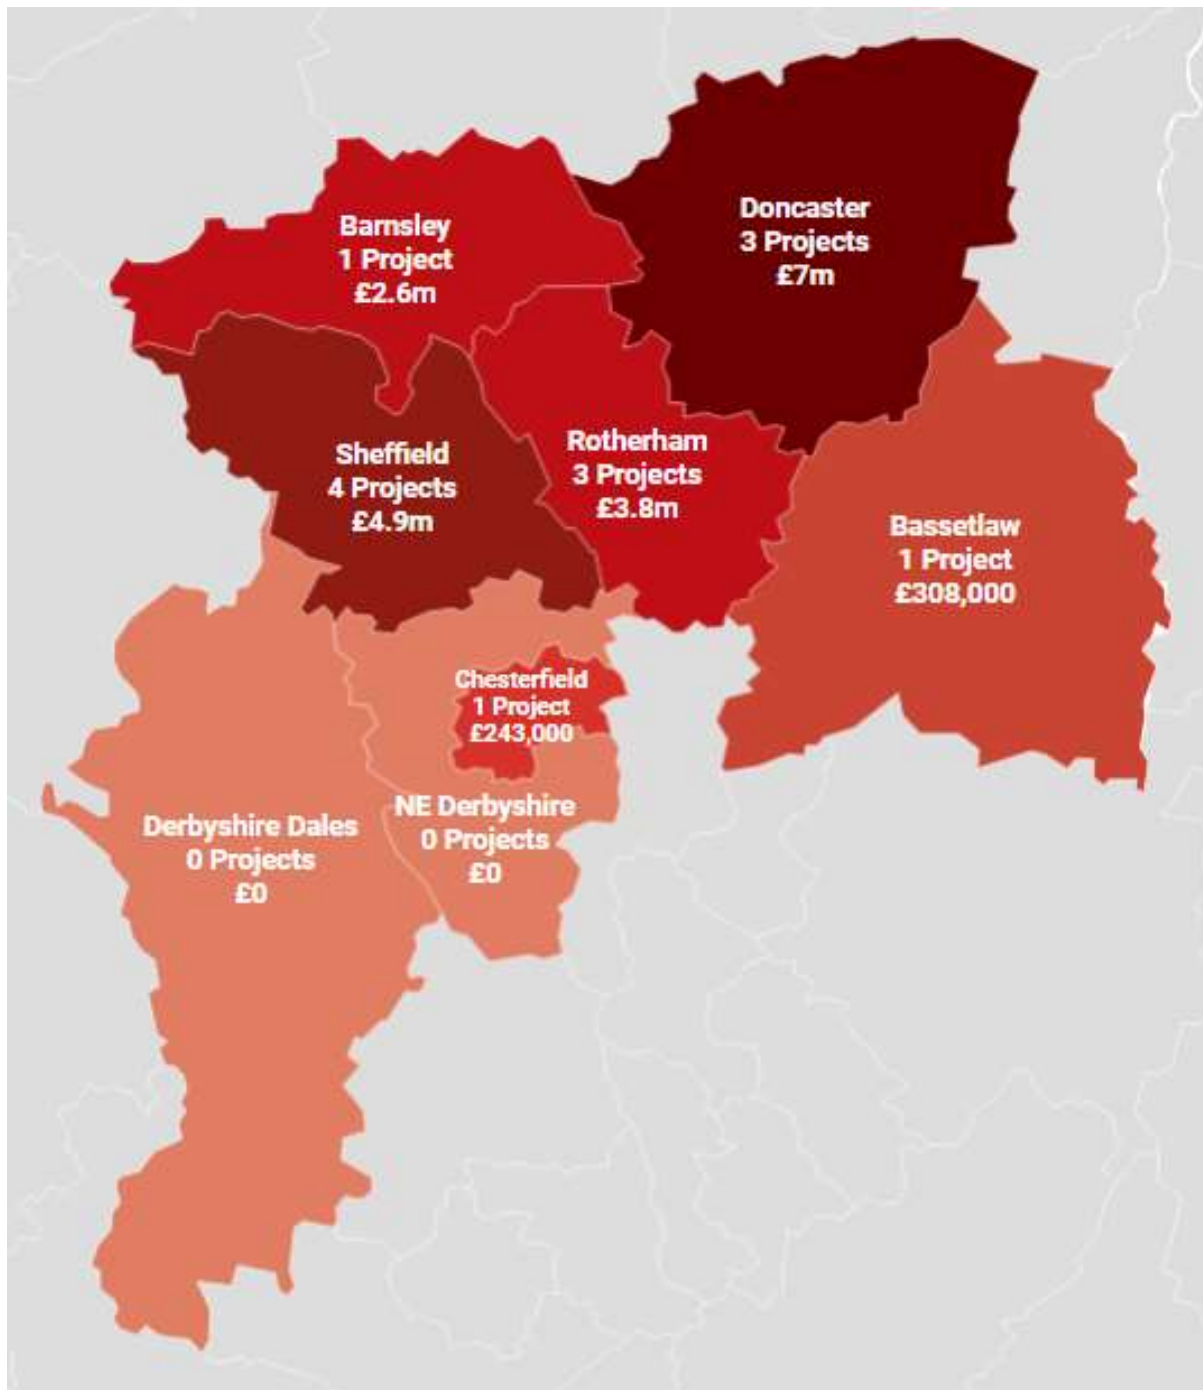 Doncaster
3 Projects
£7m
Barnsley
1 Project
£2.6m
Sheffield
4 Projects
£4.9m
Rotherham
3 Projects
£3.8m
Bassetlaw
1 Project
£308,000
Chesterfield
1 Project
£243,000
NE Derbyshire
0 Projects
£0
Derbyshire Dales
0 Projects
£0